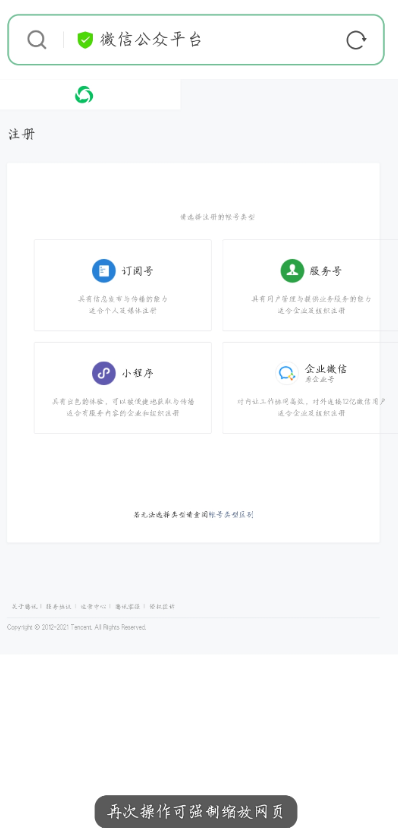 微信公众平台
注册
请选择注册的帐号类型
订阅号
具有信息发布与传播的能力
适合个人及媒体注册
服务号
具有用户管理与提供业务服务的能力
适合企业及组织注册
小程序
具有出色的体验，可以被便捷地获取与传播
适合有服务内容的企业和组织注册
企业微信
原企业号
对内让工作协同高效、对外连接12亿微信用户
适合企业及组织注册
若无法选择类型请查阅帐号类型区别
关于腾讯 | 服务协议 | 运营中心 | 腾讯客服 | 侵权投诉
Copyright © 2012-2021 Tencent. All Rights Reserved.
再次操作可强制缩放网页